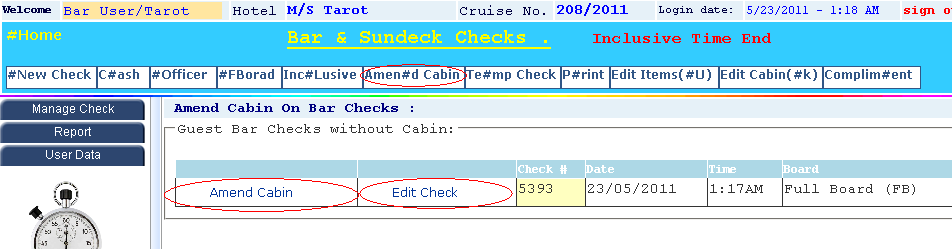 Welcome Bar User/Tarot Hotel M/S Tarot Cruise No. 208/2011 Login date: 5/23/2011 - 1:18 AM sign o
#Home Bar & Sundeck Checks . Inclusive Time End
#New Check C#ash #Officer #FBorad Inc#Lusive Amen#d Cabin Te#mp Check P#rint Edit Items(#U) Edit Cabin(#k) Complim#ent
Manage Check
Report
User Data
Amend Cabin On Bar Checks :
Guest Bar Checks without Cabin:
Check # Date Time Board
Amend Cabin Edit Check 5393 23/05/2011 1:17AM Full Board (FB)